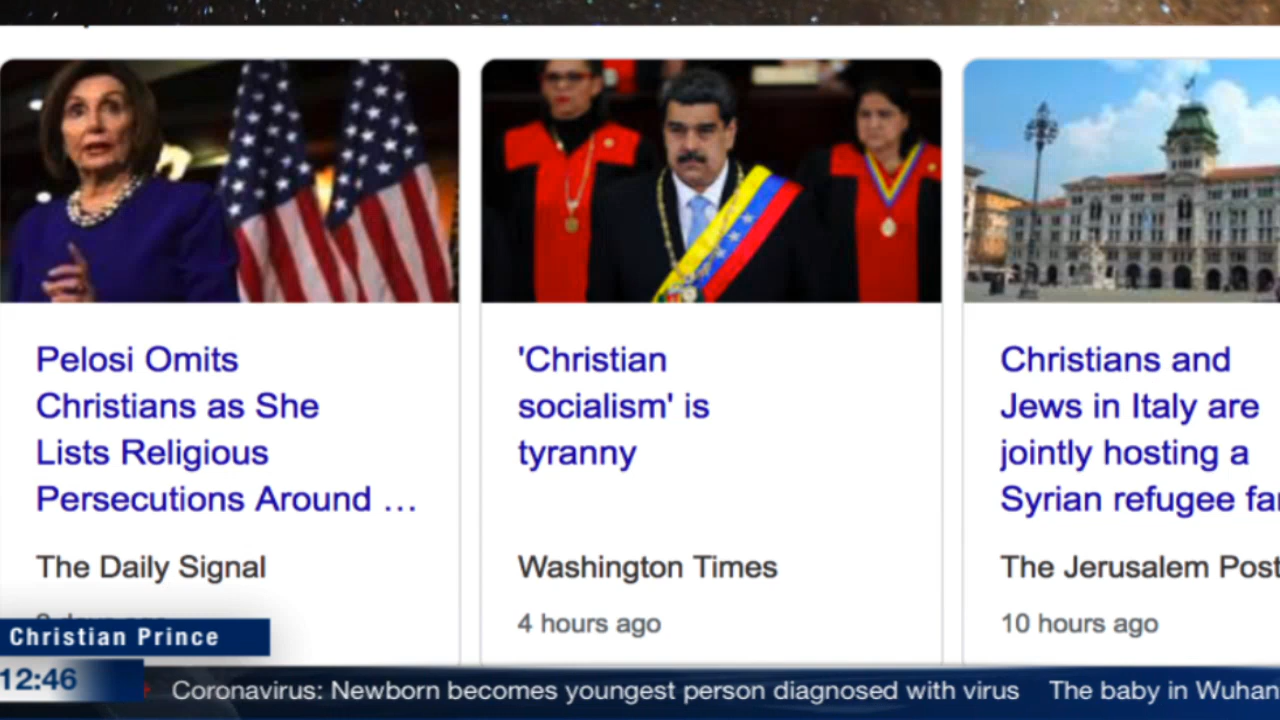 Pelosi Omits
Christians as She
Lists Religious
Persecutions Around ...
The Daily Signal
'Christian
socialism' is
tyranny
Washington Times
4 hours ago
Christians and
Jews in Italy are
jointly hosting a
Syrian refugee
The Jerusalem Post
10 hours ago
Christian Prince
12:46
Coronavirus: Newborn becomes youngest person diagnosed with virus The baby in Wuhan